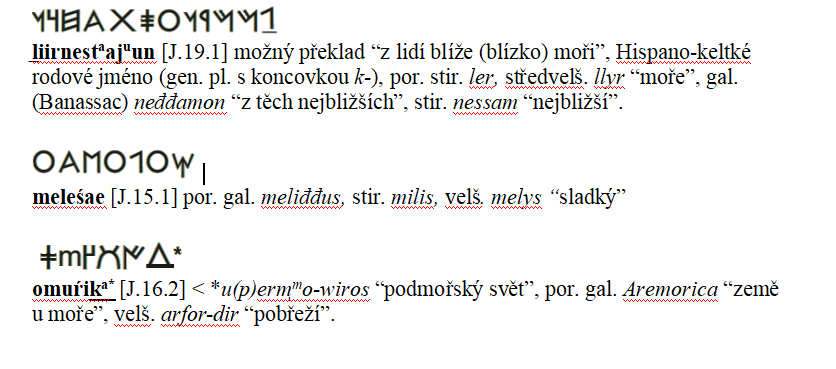 liirnestᵃajᵘun [J.19.1] možný překlad “z lidí blíže (blízko) moři”, Hispano-keltké
rodové jméno (gen. pl. s koncovkou k-), por. stir. ler, středvelš. llyr “moře”, gal.
(Banassac) neđđamon “z těch nejbližších”, stir. nessam “nejbližší”.
meleśae [J.15.1] por. gal. meliđđus, stir. milis, velš. melys “sladký”
omuŕikᵃ* [J.16.2] < *u(p)ermᵐo-wiros “podmořský svět”, por. gal. Aremorica “země
u moře”, velš. arfor-dir “pobřeží”.